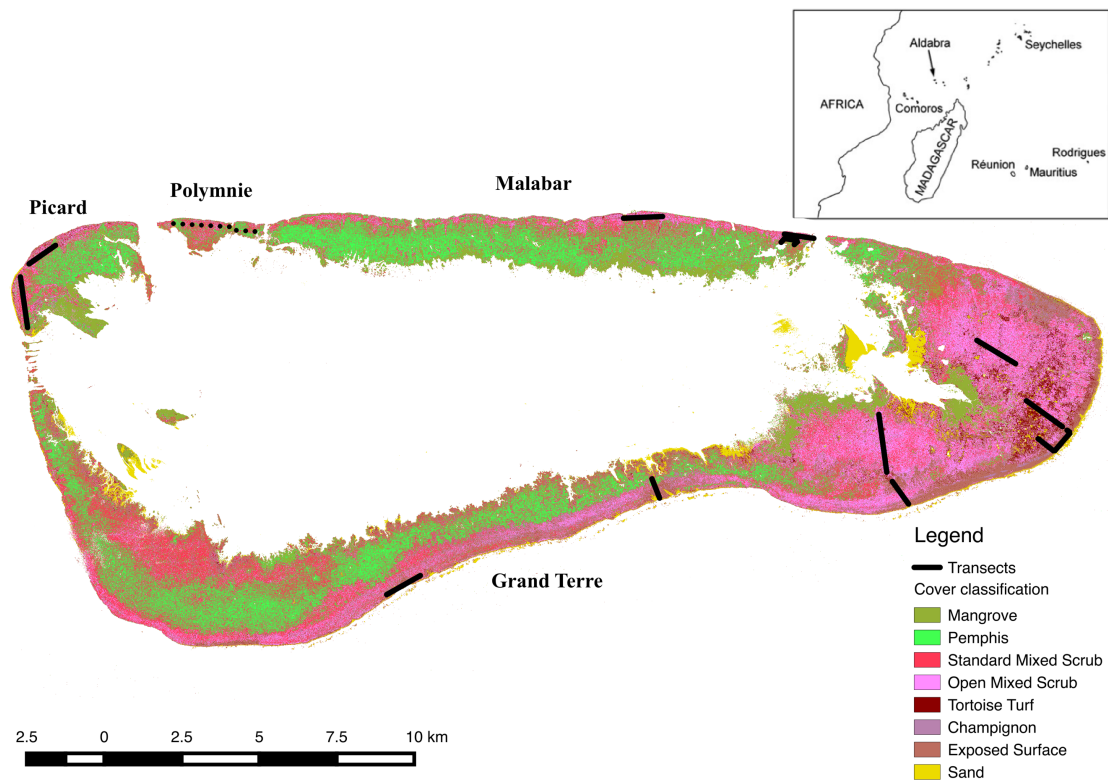 Aldabra
Seychelles
AFRICA
Comoros
MADAGASCAR
Rodrigues
Réunion
Mauritius
Malabar
Polymnie
Picard
Grand Terre
Legend
Transects
Cover classification
Mangrove
Pemphis
Standard Mixed Scrub
Open Mixed Scrub
Tortoise Turf
Champignon
Exposed Surface
Sand
2.5 0 2.5 5 7.5 10 km